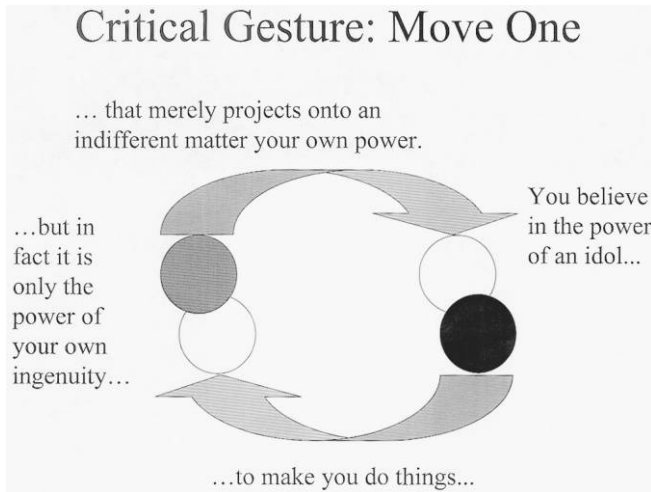 Critical Gesture: Move One
You believe
in the power
of an idol...
…to make you do things...
…but in
fact it is
only the
power of
your own
ingenuity…
… that merely projects onto an
indifferent matter your own power.